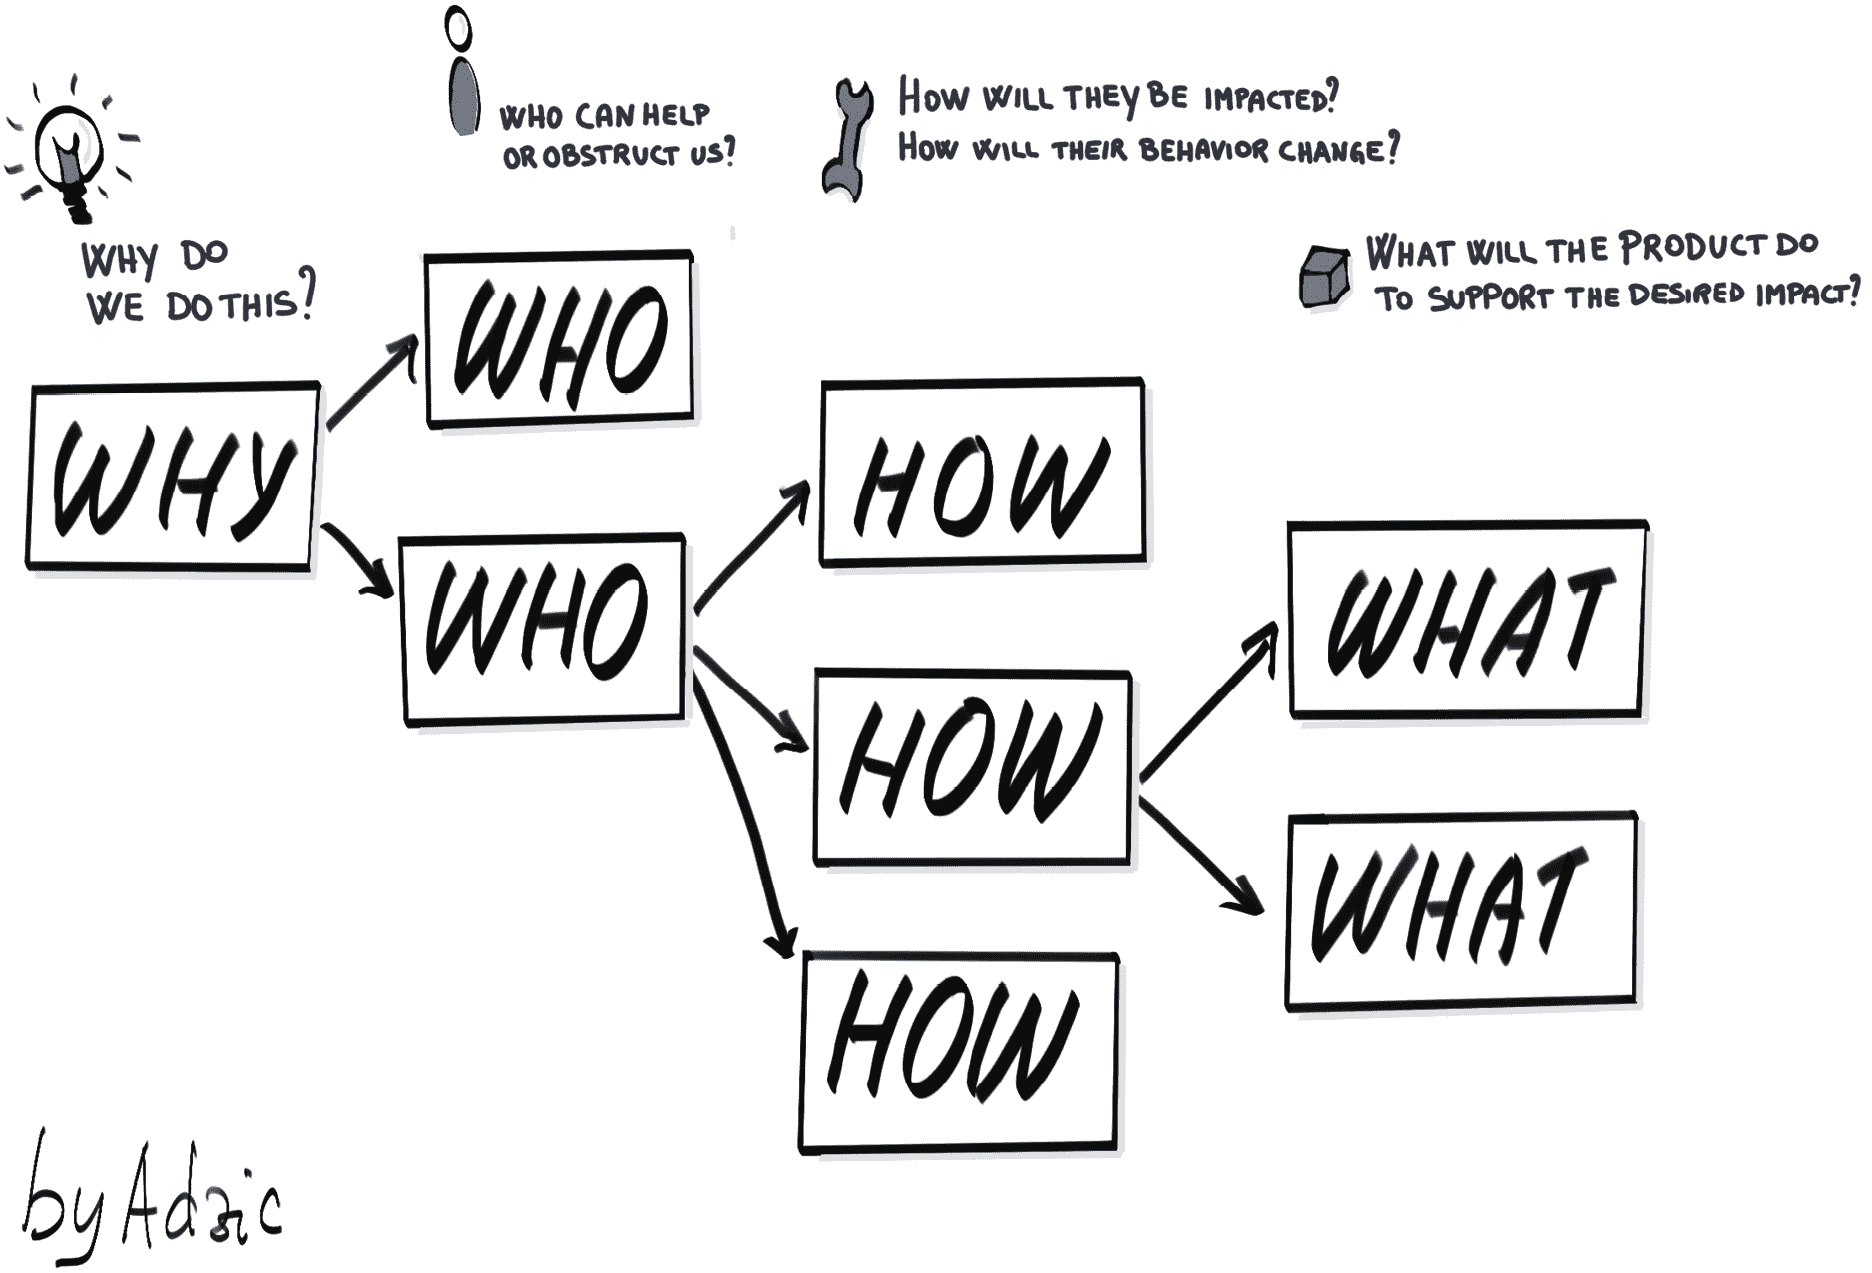 WHO CAN HELP
OR OBSTRUCT US?
HOW WILL THEY BE IMPACTED?
HOW WILL THEIR BEHAVIOR CHANGE?
WHY DO
WE DO THIS?
WHAT WILL THE PRODUCT DO
TO SUPPORT THE DESIRED IMPACT?
WHY
WHO
WHO
HOW
HOW
HOW
WHAT
WHAT
by Adzic